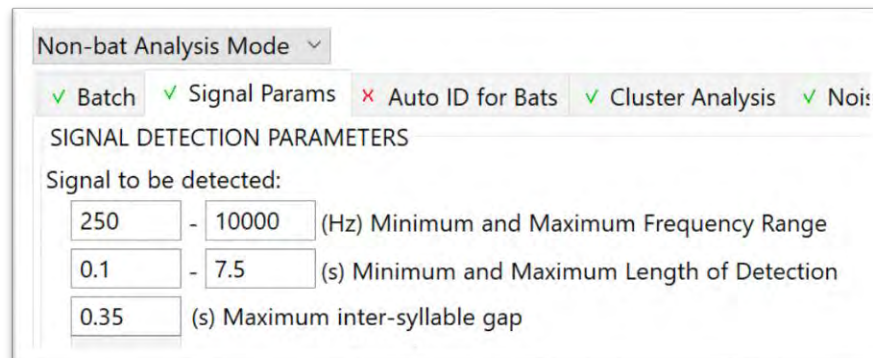 Non-bat Analysis Mode
Batch Signal Params Auto ID for Bats Cluster Analysis
SIGNAL DETECTION PARAMETERS
Signal to be detected:
250 - 10000 (Hz) Minimum and Maximum Frequency Range
0.1 - 7.5 (s) Minimum and Maximum Length of Detection
0.35 (s) Maximum inter-syllable gap